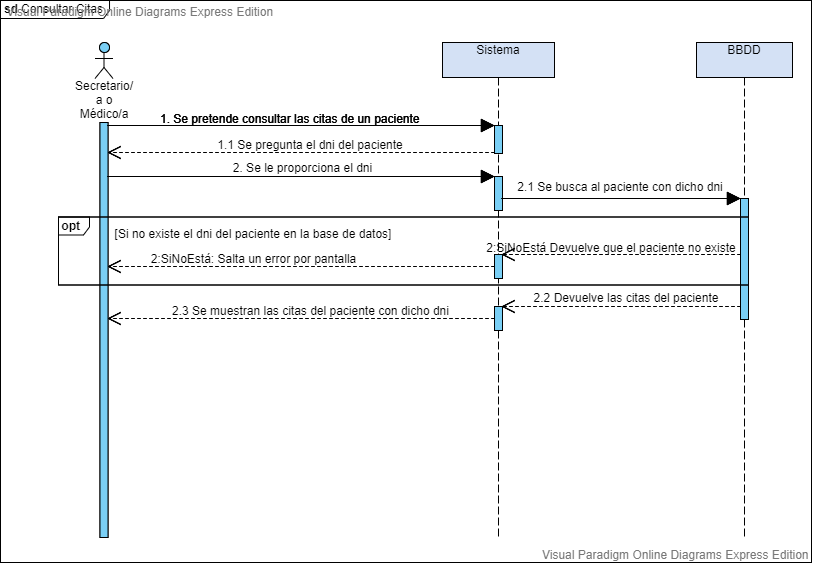 sd Consultar Citas
Visual Paradigm Online Diagrams Express Edition
Secretario/
a o
Médico/a
Sistema
BBDD
1. Se pretende consultar las citas de un paciente
1.1 Se pregunta el dni del paciente
2. Se le proporciona el dni
2.1 Se busca al paciente con dicho dni
opt
[Si no existe el dni del paciente en la base de datos]
2:SiNoEstá Devuelve que el paciente no existe
2:SiNoEstá: Salta un error por pantalla
2.2 Devuelve las citas del paciente
2.3 Se muestran las citas del paciente con dicho dni
Visual Paradigm Online Diagrams Express Edition